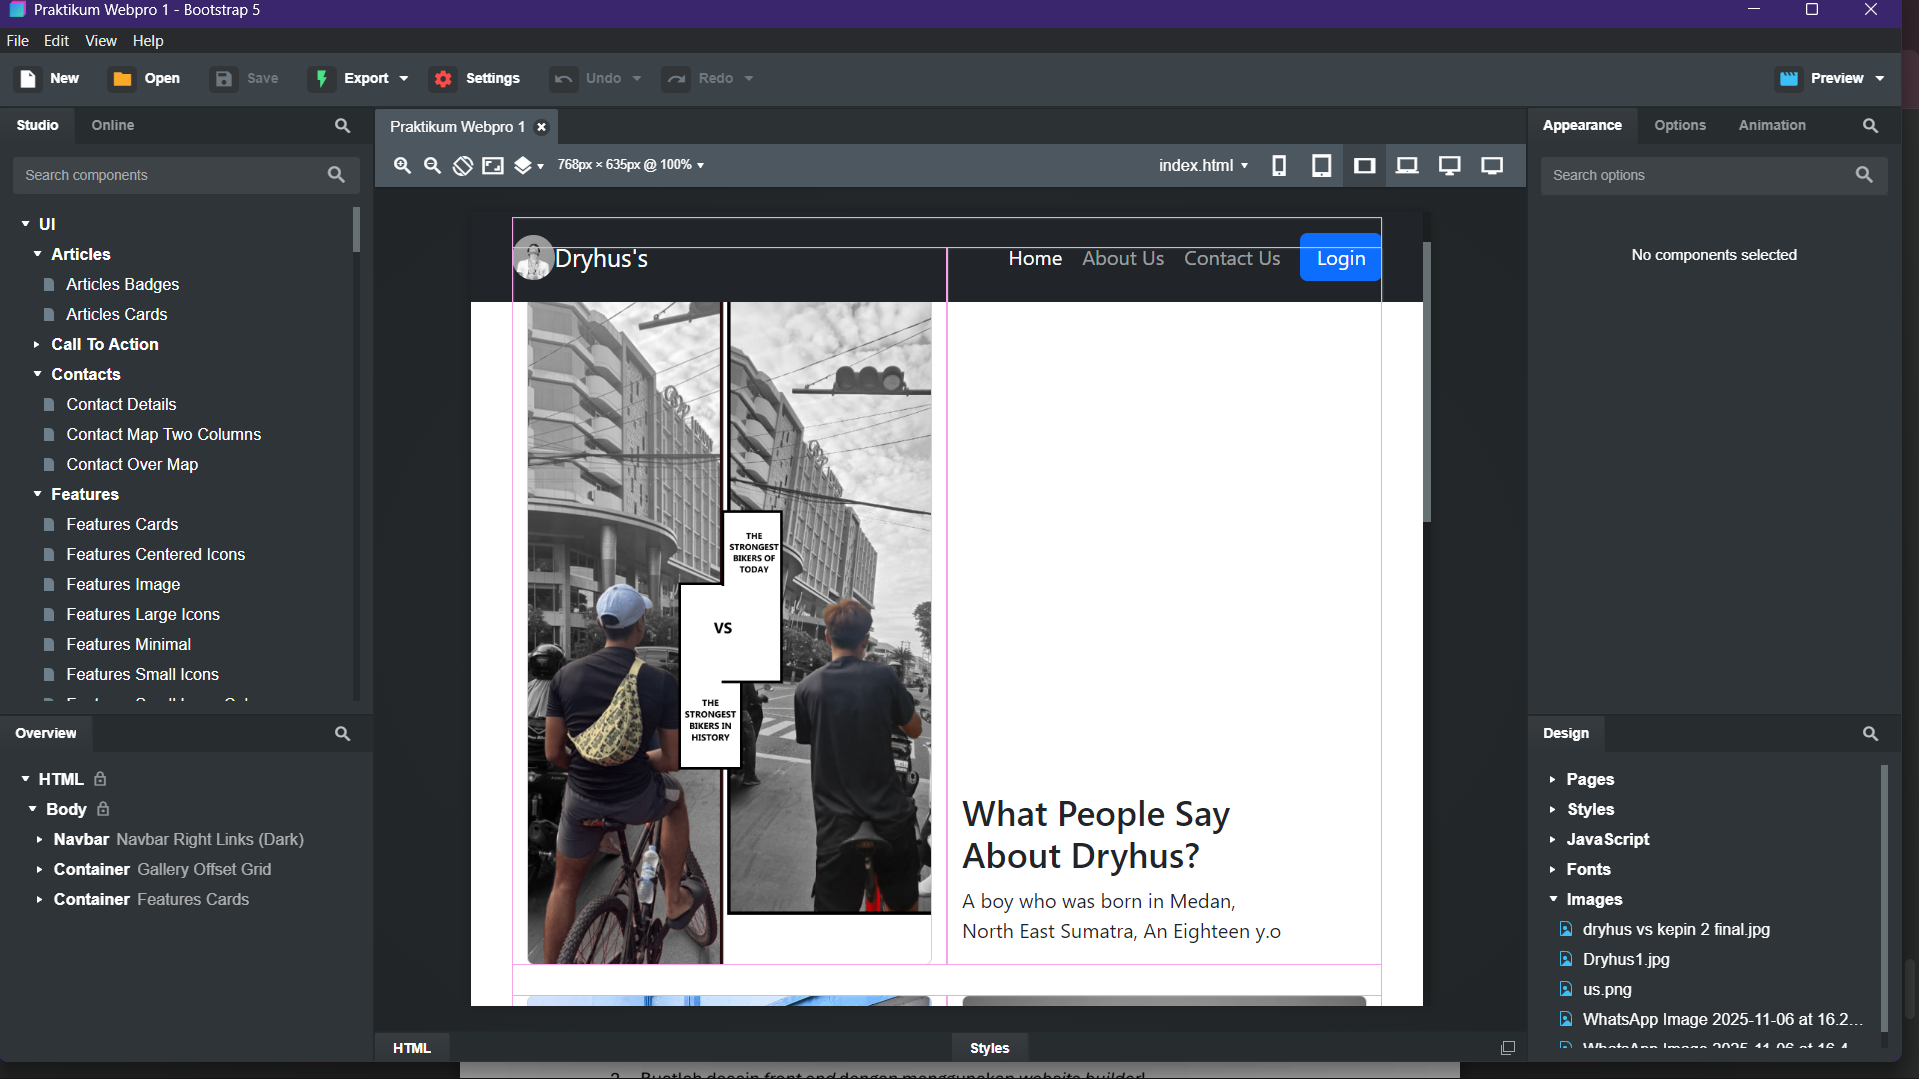 Praktikum Webpro 1 - Bootstrap 5
File Edit View Help
New Open Save Export Settings Undo Redo Preview
Studio Online
Praktikum Webpro 1
Appearance Options Animation
Search components
768px × 635px @ 100%
index.html
Search options
No components selected
UI
Articles
Articles Badges
Articles Cards
Call To Action
Contacts
Contact Details
Contact Map Two Columns
Contact Over Map
Features
Features Cards
Features Centered Icons
Features Image
Features Large Icons
Features Minimal
Features Small Icons
Dryhus's
Home About Us Contact Us Login
THE
STRONGEST
BIKERS OF
TODAY
VS
THE
STRONGEST
BIKERS IN
HISTORY
What People Say
About Dryhus?
A boy who was born in Medan,
North East Sumatra, An Eighteen y.o
Overview
HTML
Body
Navbar Navbar Right Links (Dark)
Container Gallery Offset Grid
Container Features Cards
Design
Pages
Styles
JavaScript
Fonts
Images
dryhus vs kepin 2 final.jpg
Dryhus1.jpg
us.png
WhatsApp Image 2025-11-06 at 16.2...
HTML
Styles